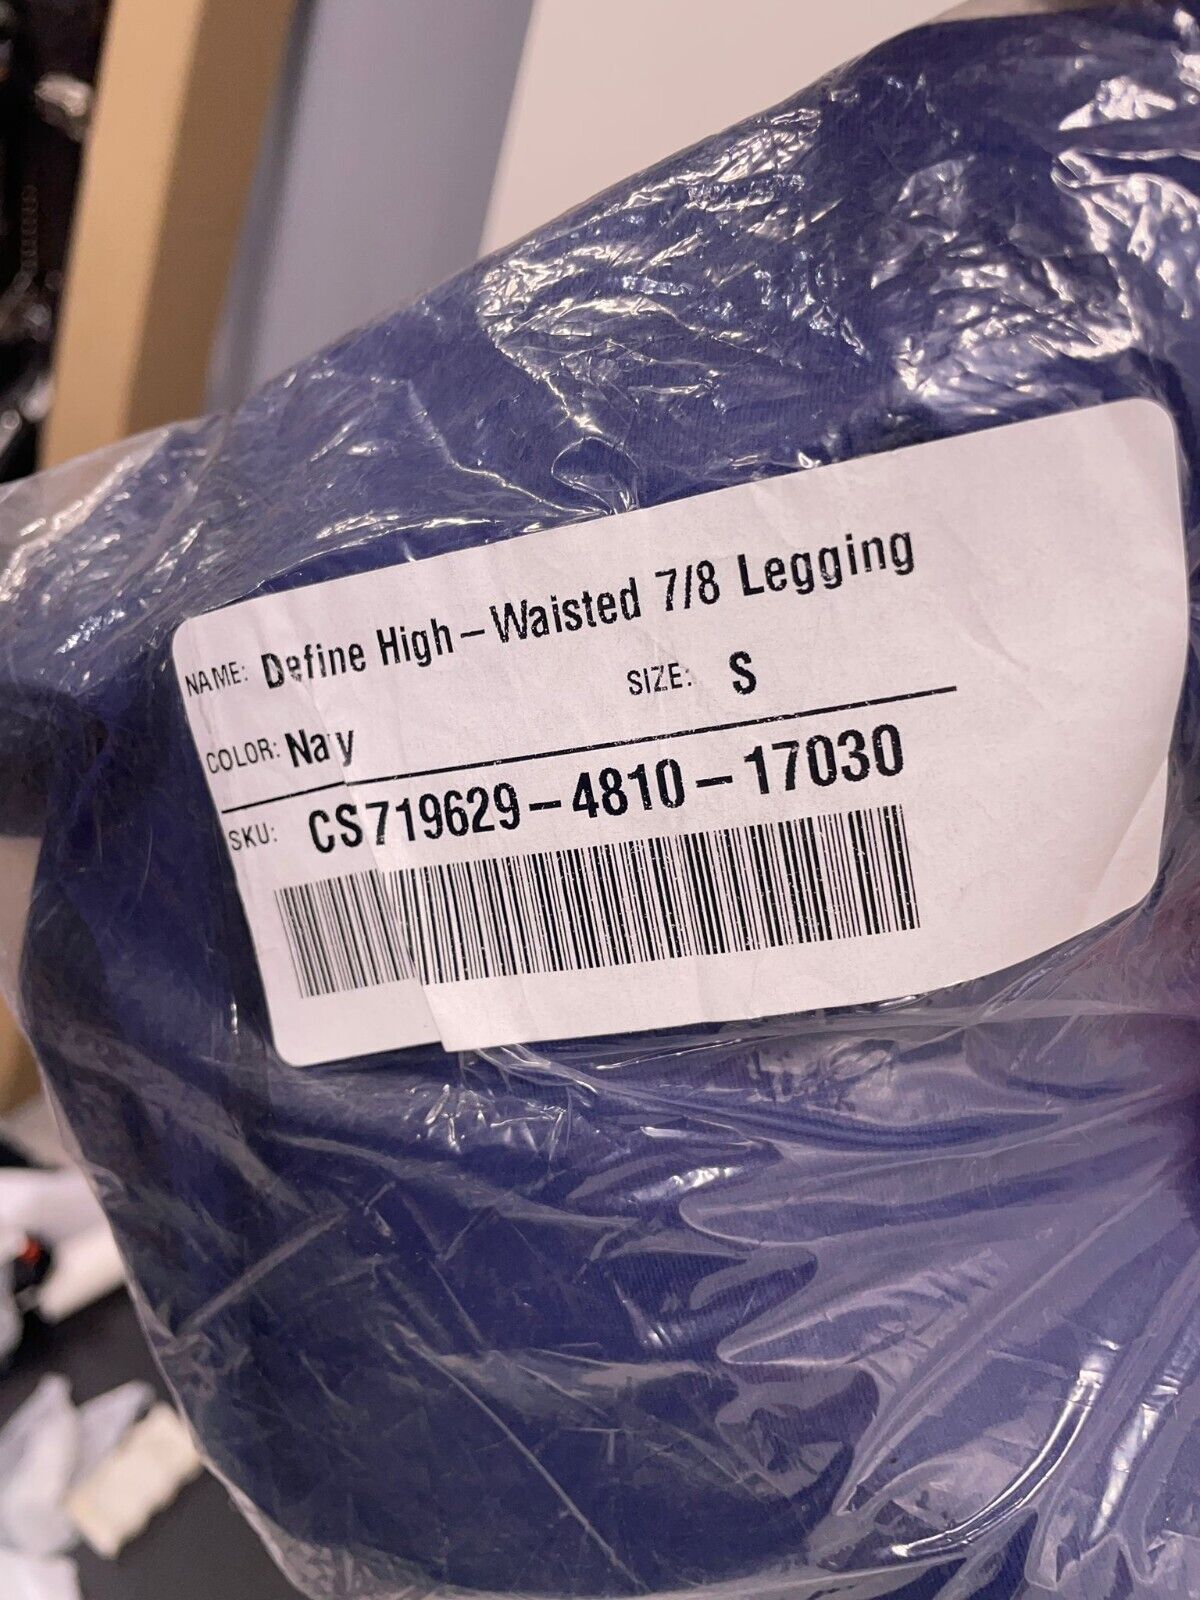 NAME: Define High-Waisted 7/8 Legging
SIZE: S
COLOR: Navy
SKU: CS719629-4810-17030